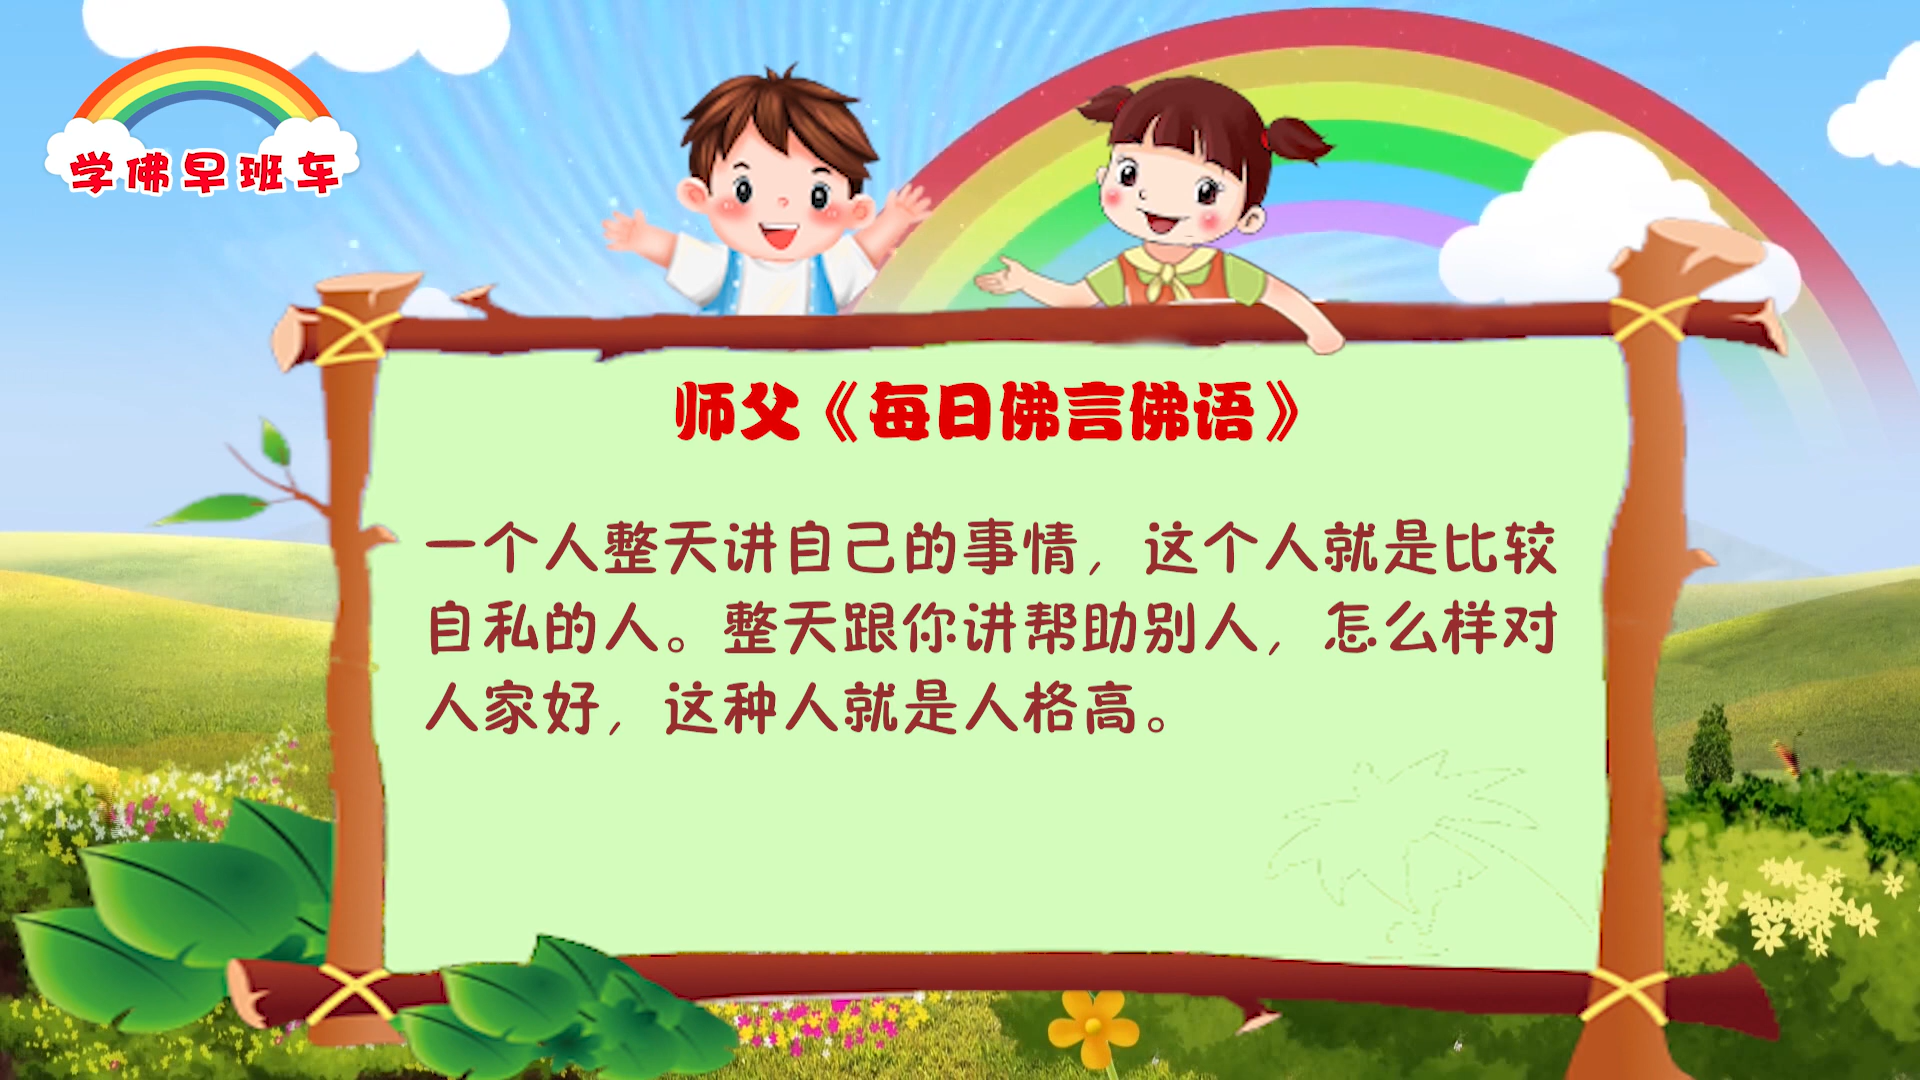 学佛早班车
师父《每日佛言佛语》
一个人整天讲自己的事情，这个人就是比较
自私的人。整天跟你讲帮助别人，怎么样对
人家好，这种人就是人格高。